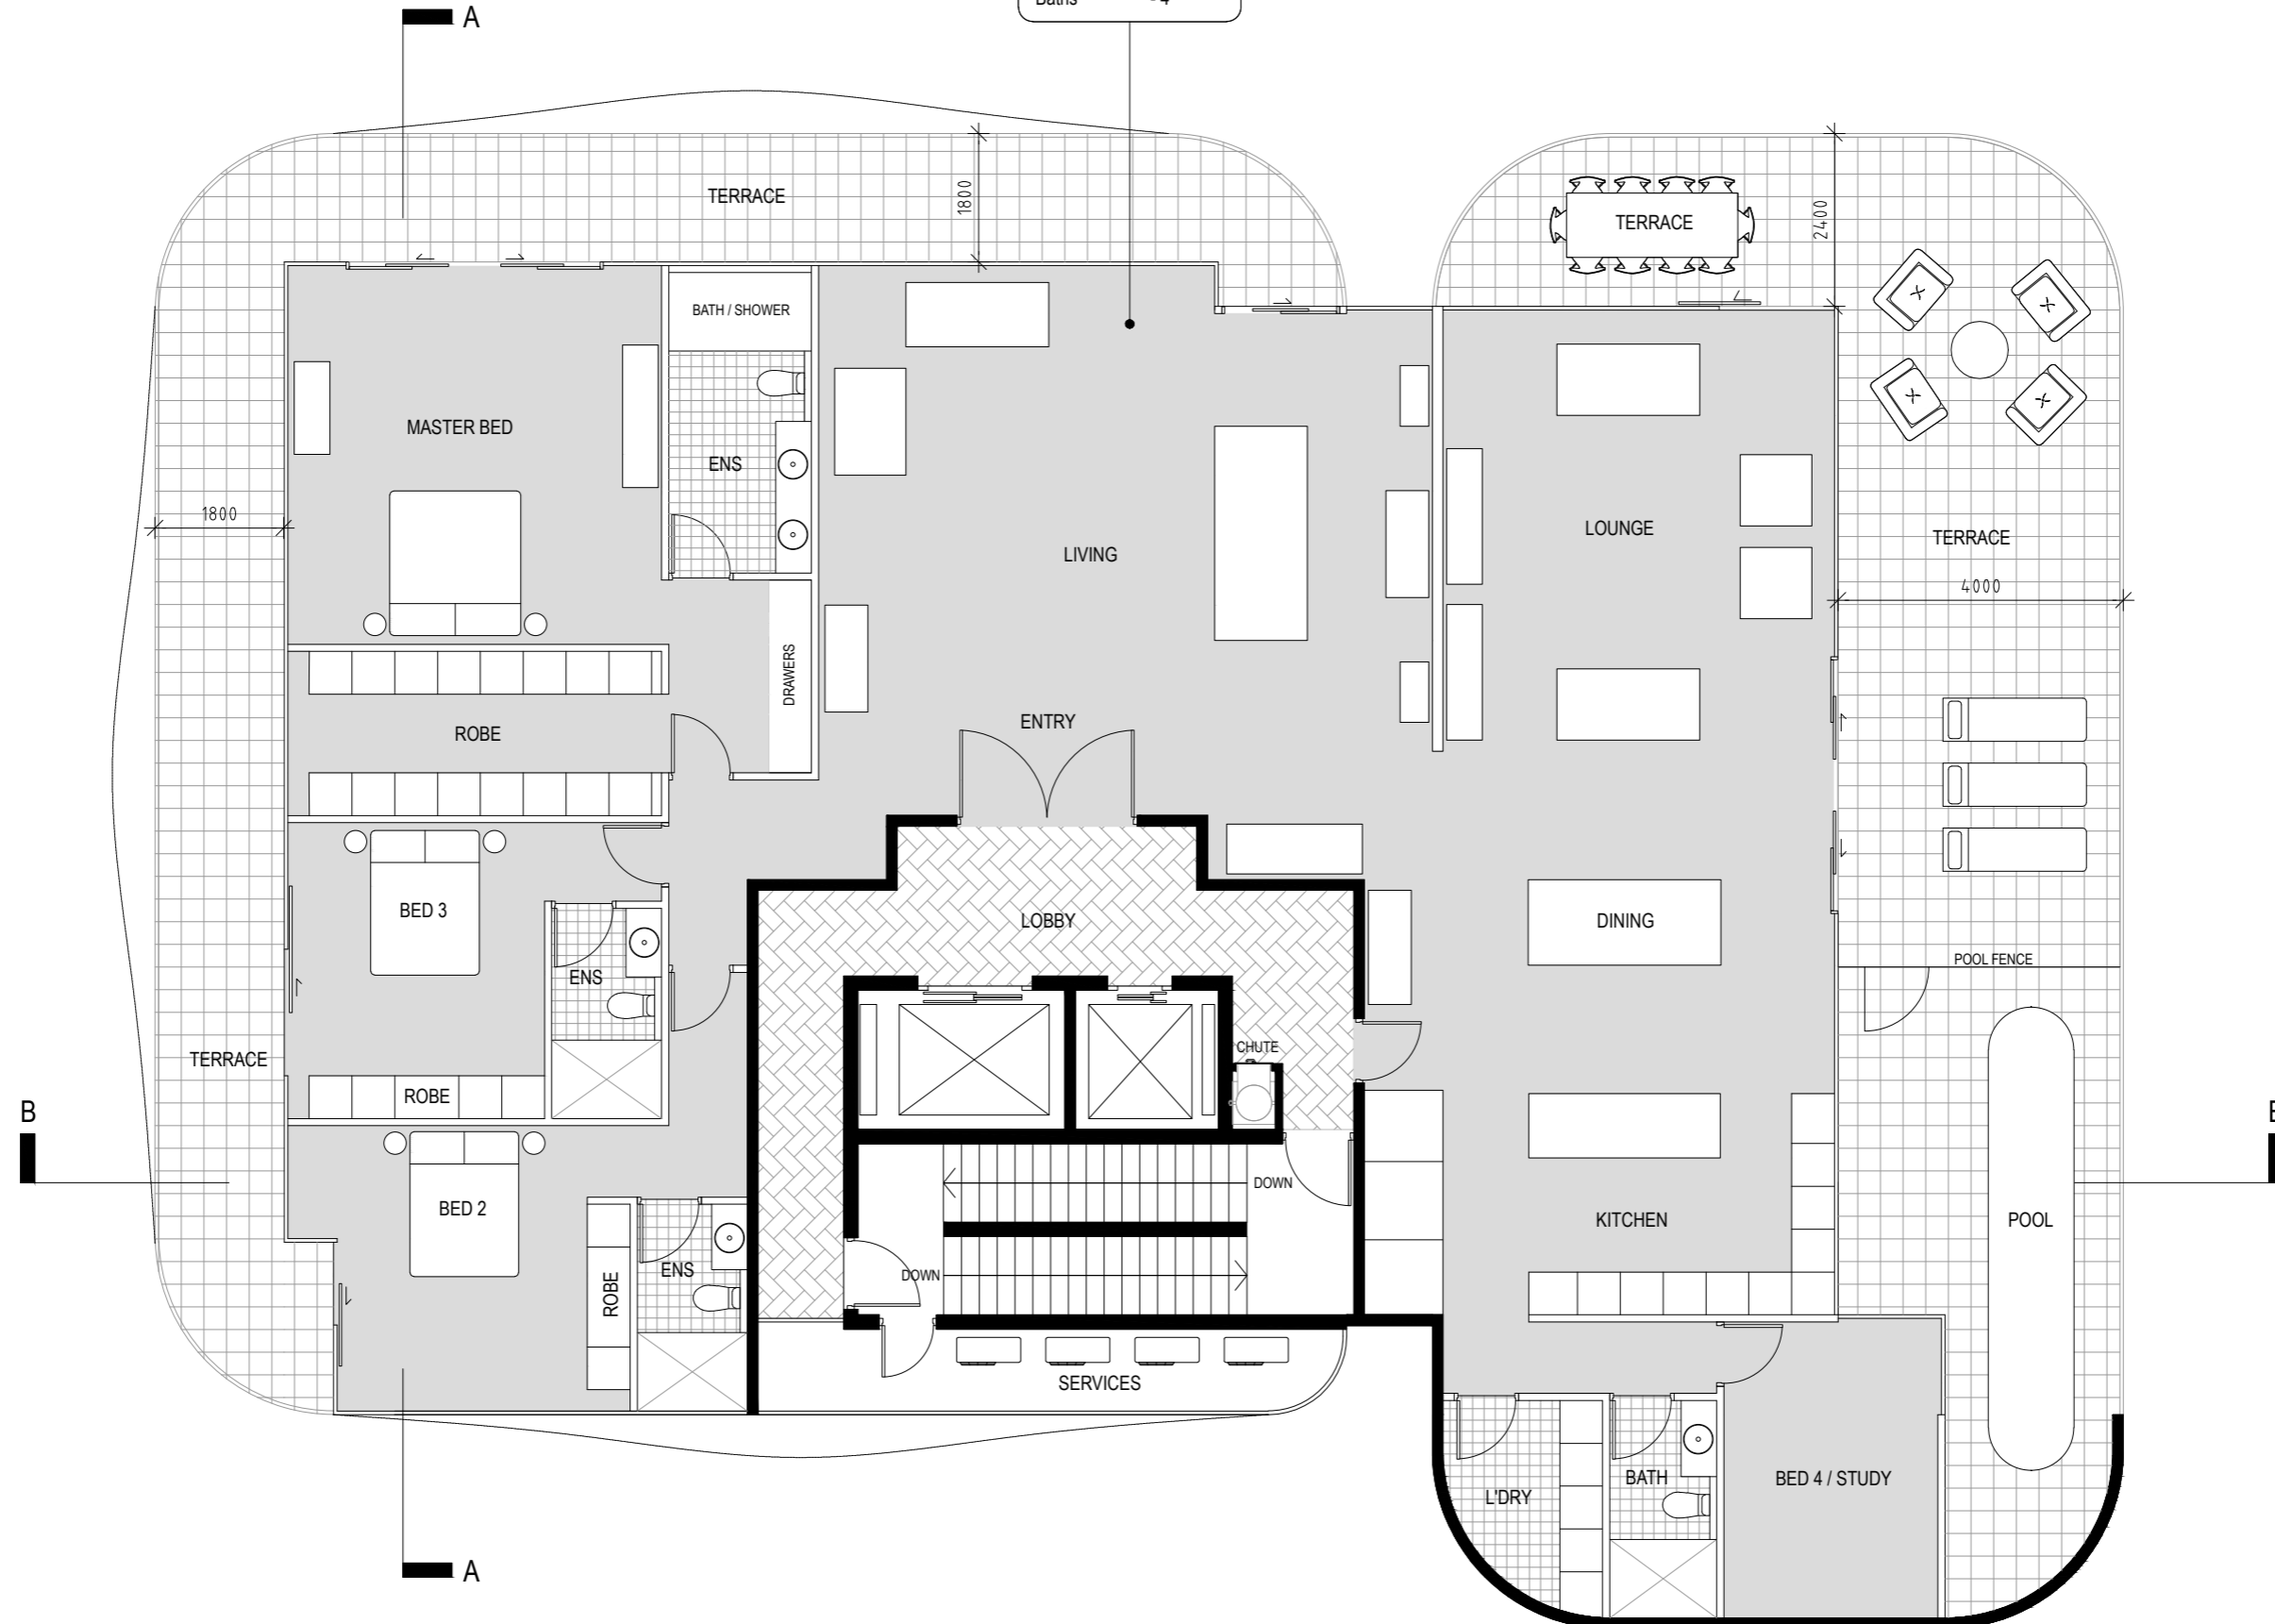 A
Baths - 4
TERRACE
1800
TERRACE
2400
BATH / SHOWER
MASTER BED
ENS
1800
LIVING
LOUNGE
TERRACE
4000
DRAWERS
ENTRY
ROBE
BED 3
LOBBY
DINING
POOL FENCE
ENS
CHUTE
TERRACE
ROBE
B
DOWN
BED 2
KITCHEN
POOL
ENS
ROBE
DOWN
SERVICES
BATH
BED 4 / STUDY
L'DRY
A